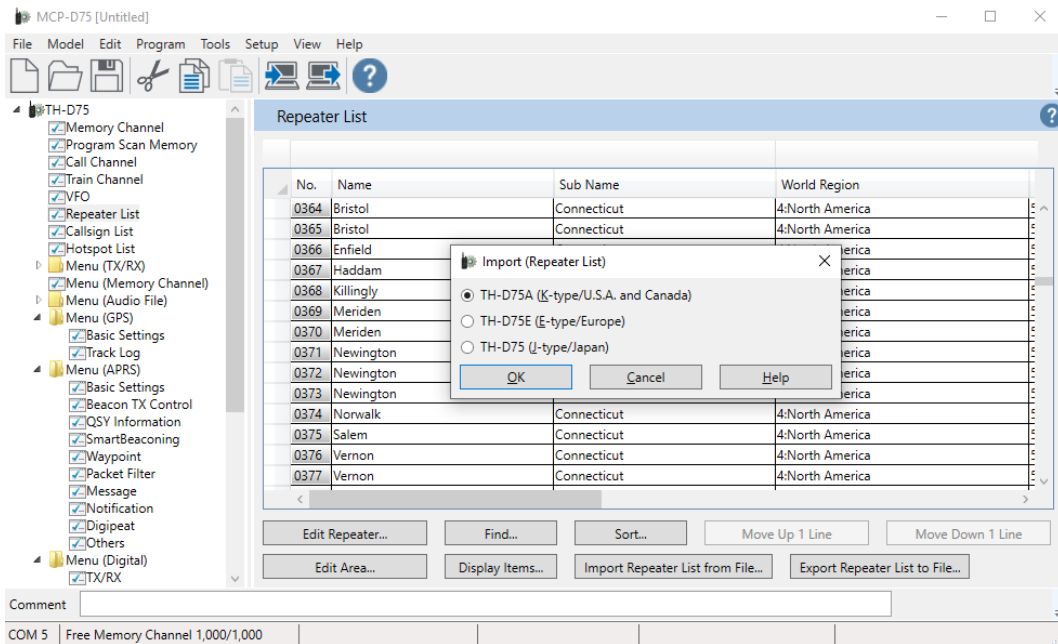 MCP-D75 [Untitled]
File Model Edit Program Tools Setup View Help
TH-D75
Memory Channel
Program Scan Memory
Call Channel
Train Channel
VFO
Repeater List
Callsign List
Hotspot List
Menu (TX/RX)
Menu (Memory Channel)
Menu (Audio File)
Menu (GPS)
Basic Settings
Track Log
Menu (APRS)
Basic Settings
Beacon TX Control
QSY Information
SmartBeaconing
Waypoint
Packet Filter
Message
Notification
Digipeat
Others
Menu (Digital)
TX/RX
Repeater List
No. Name Sub Name World Region
0364 Bristol Connecticut 4:North America
0365 Bristol Connecticut 4:North America
0366 Enfield
0367 Haddam
0368 Killingly
0369 Meriden
0370 Meriden
0371 Newington
0372 Newington
0373 Newington
0374 Norwalk Connecticut 4:North America
0375 Salem Connecticut 4:North America
0376 Vernon Connecticut 4:North America
0377 Vernon Connecticut 4:North America
Import (Repeater List)
TH-D75A (K-type/U.S.A. and Canada)
TH-D75E (E-type/Europe)
TH-D75 (J-type/Japan)
OK Cancel Help
Edit Repeater... Find... Sort... Move Up 1 Line Move Down 1 Line
Edit Area... Display Items... Import Repeater List from File... Export Repeater List to File...
Comment
COM 5 Free Memory Channel 1,000/1,000